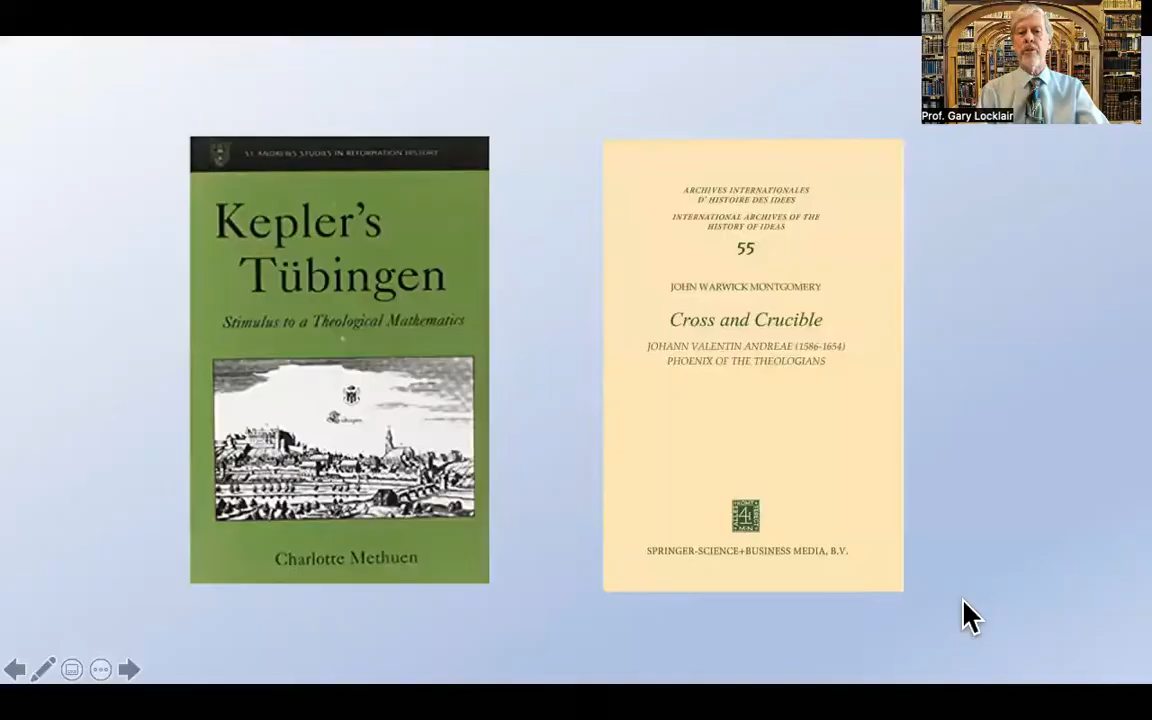 Prof. Gary Locklair
ST. ANDREWS STUDIES IN REFORMATION HISTORY
Kepler's
Tübingen
Stimulus to a Theological Mathematics
Charlotte Methuen
ARCHIVES INTERNATIONALES
D' HISTOIRE DES IDEES
INTERNATIONAL ARCHIVES OF THE
HISTORY OF IDEAS
55
JOHN WARWICK MONTGOMERY
Cross and Crucible
JOHANN VALENTIN ANDREAE (1586-1654)
PHOENIX OF THE THEOLOGIANS
SPRINGER-SCIENCE+BUSINESS MEDIA, B.V.